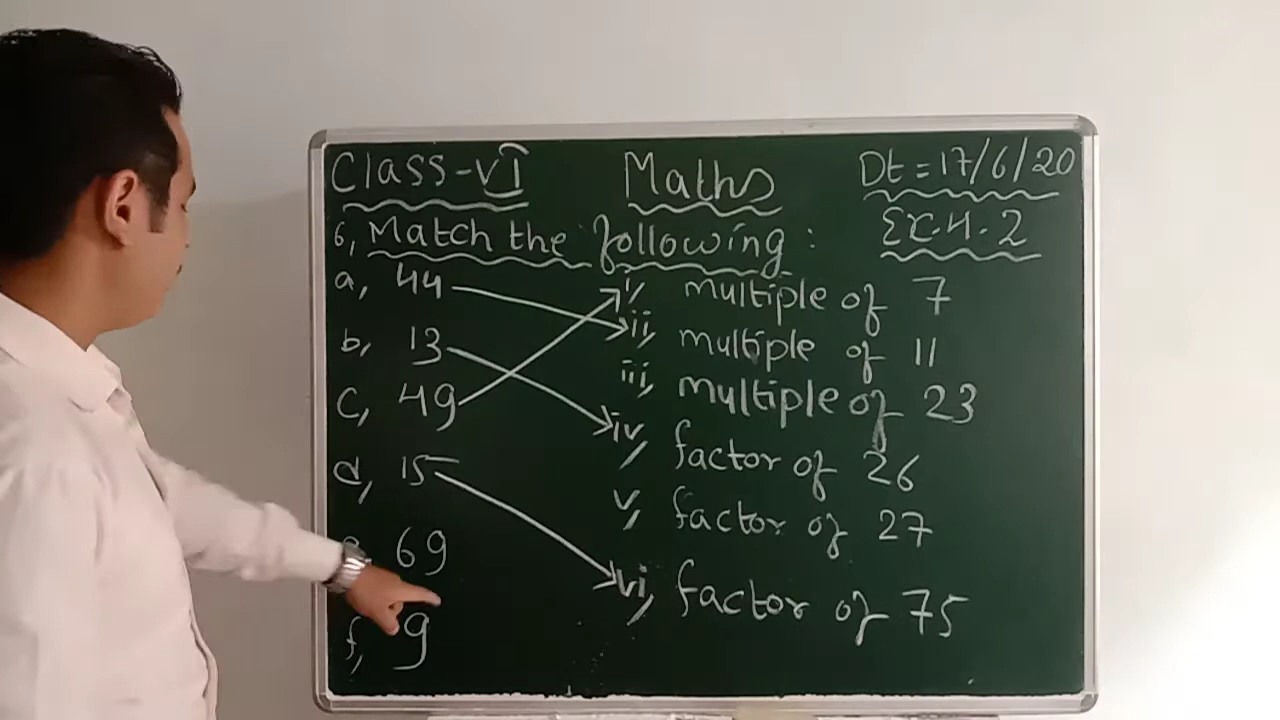 Class-VI Maths Dt=17/6/20
6, Match the following: Ex.4.2
a, 44 i, multiple of 7
b, 13 ii, multiple of 11
c, 49 iii, multiple of 23
d, 15 iv, factor of 26
e, 69 v, factor of 27
f, 9 vi, factor of 75